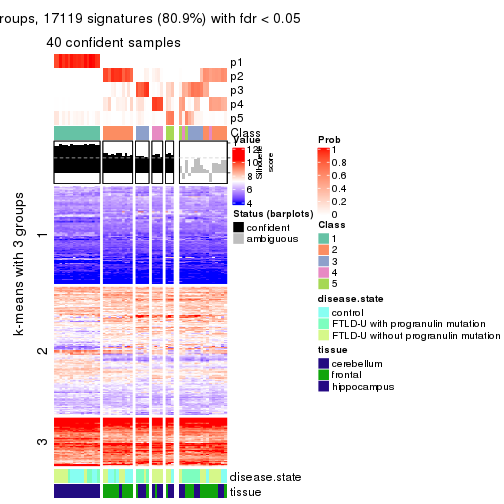 roups, 17119 signatures (80.9%) with fdr < 0.05
40 confident samples
p1
p2
p3
p4
p5
Class
k-means with 3 groups
1
2
3
disease.state
tissue
Value
12
6
4
silhouette
score
Status (barplots)
confident
ambiguous
Prob
1
0.8
0.6
0.4
0.2
0
Class
1
2
3
4
5
disease.state
control
FTLD-U with progranulin mutation
FTLD-U without progranulin mutation
tissue
cerebellum
frontal
hippocampus